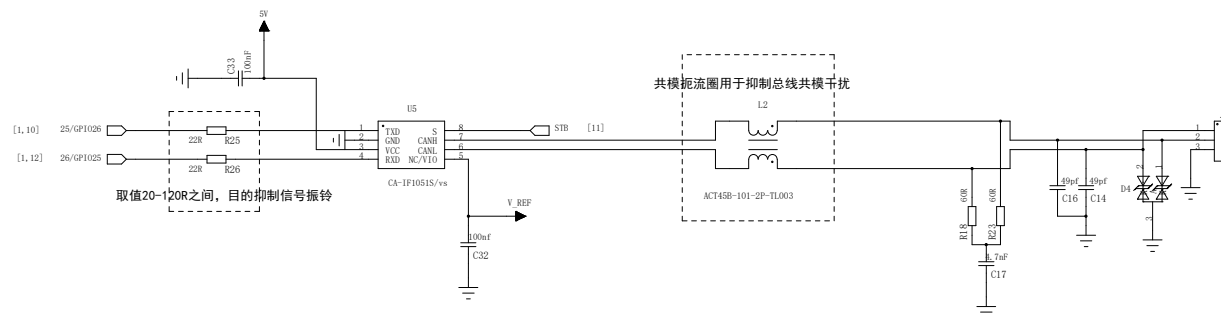 5V
C33
100nF
共模扼流圈用于抑制总线共模干扰
U5
L2
[1,10] 25/GPIO26
22R R25
1 TXD S 8
STB [11]
2 GND CANH 7
3 VCC CANL 6
4 RXD NC/VIO 5
[1,12] 26/GPIO25
22R R26
CA-IF1051S/vs
取值20-120R之间，目的抑制信号振铃
ACT45B-101-2P-TL003
V_REF
100nf
C32
R18 60R
R23 60R
4.7nF
C17
49pf
C16
49pf
C14
D4
2
1
3
1
2
3